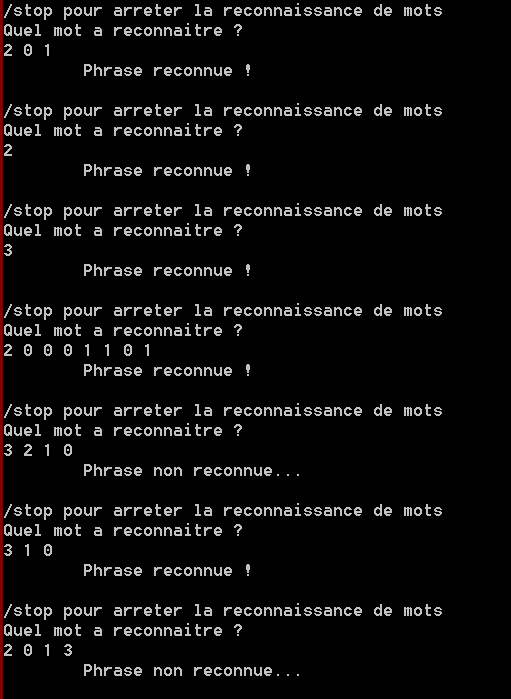 /stop pour arreter la reconnaissance de mots
Quel mot a reconnaitre ?
2 0 1
Phrase reconnue !
/stop pour arreter la reconnaissance de mots
Quel mot a reconnaitre ?
2
Phrase reconnue !
/stop pour arreter la reconnaissance de mots
Quel mot a reconnaitre ?
3
Phrase reconnue !
/stop pour arreter la reconnaissance de mots
Quel mot a reconnaitre ?
2 0 0 0 1 1 0 1
Phrase reconnue !
/stop pour arreter la reconnaissance de mots
Quel mot a reconnaitre ?
3 2 1 0
Phrase non reconnue...
/stop pour arreter la reconnaissance de mots
Quel mot a reconnaitre ?
3 1 0
Phrase reconnue !
/stop pour arreter la reconnaissance de mots
Quel mot a reconnaitre ?
2 0 1 3
Phrase non reconnue...